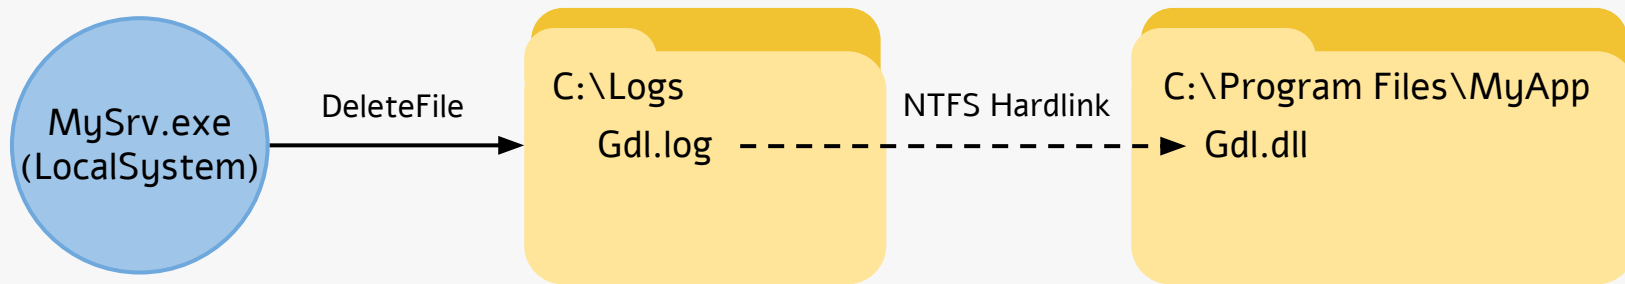 MySrv.exe
(LocalSystem)
DeleteFile
C:\Logs
Gdl.log
NTFS Hardlink
C:\Program Files\MyApp
Gdl.dll